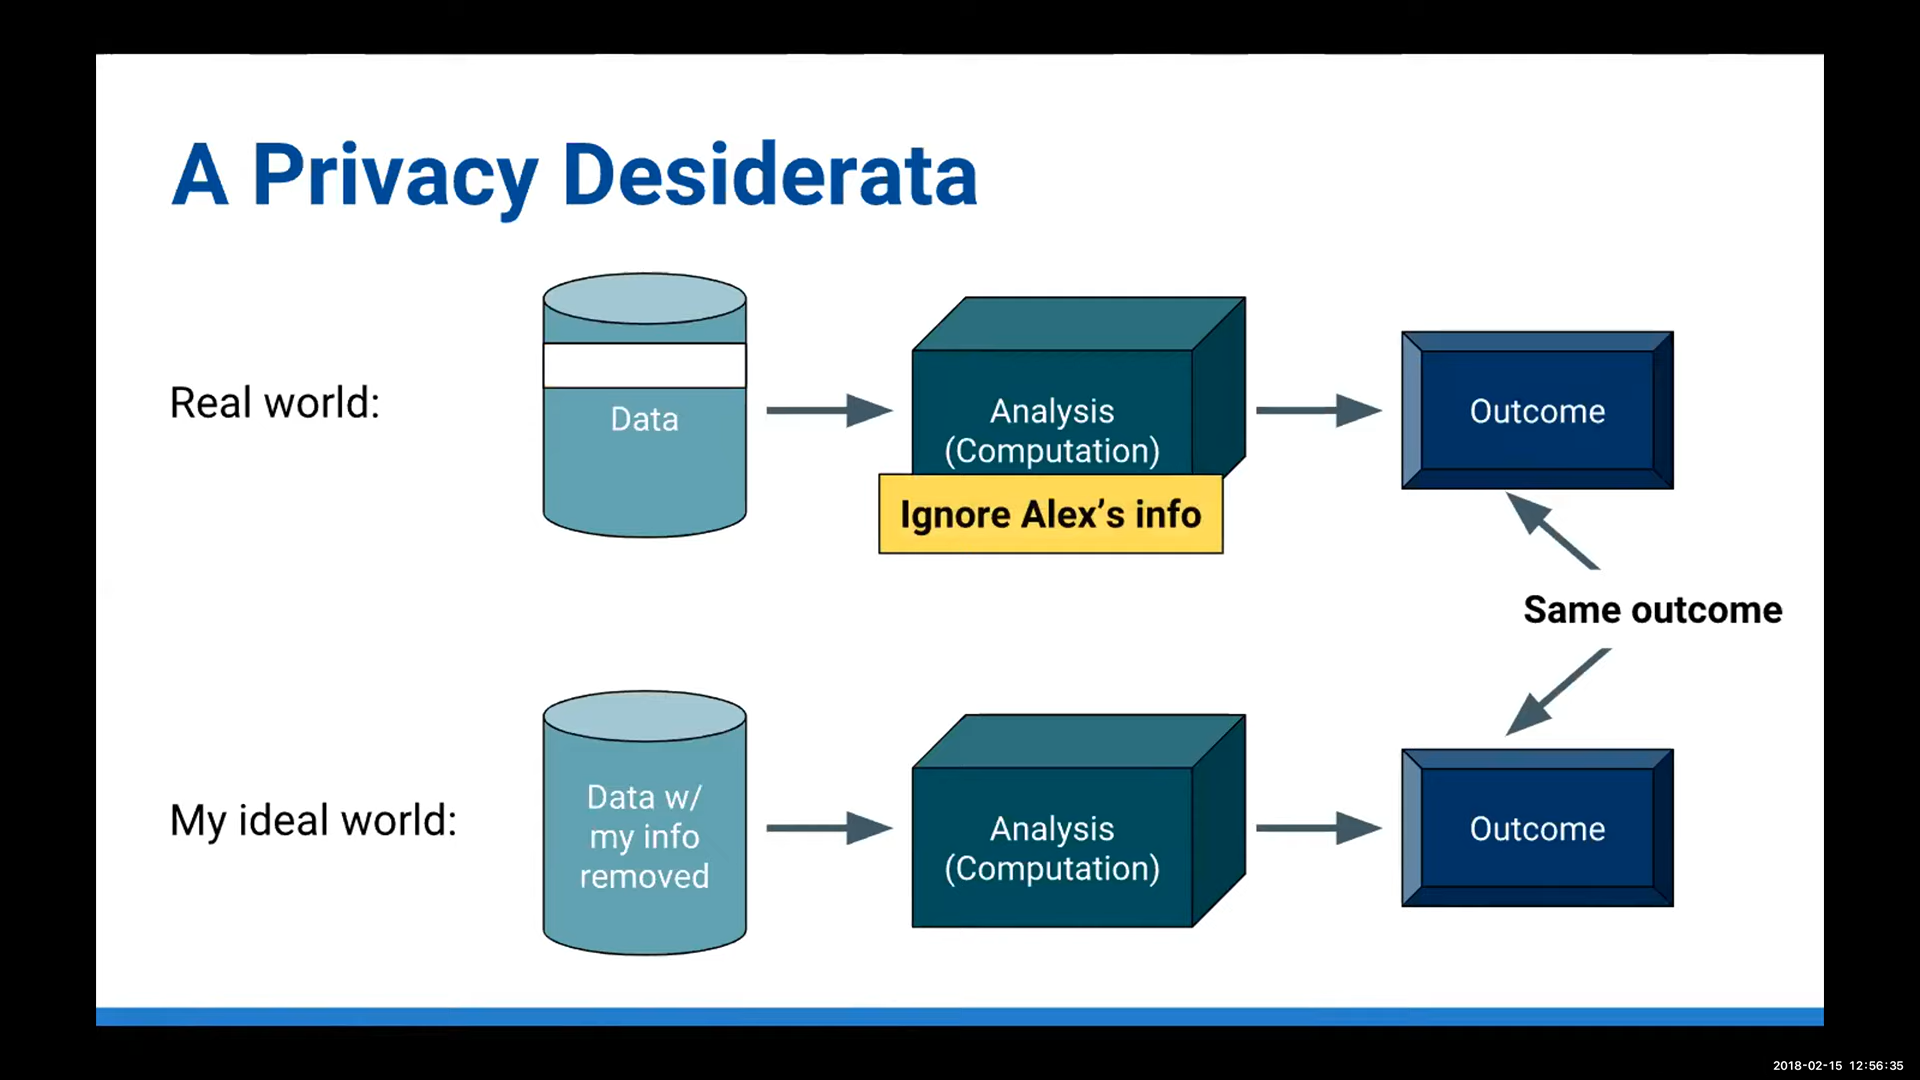 A Privacy Desiderata
Real world:
Data
Analysis
(Computation)
Ignore Alex’s info
Outcome
Same outcome
My ideal world:
Data w/
my info
removed
Analysis
(Computation)
Outcome
2018-02-15 12:56:35